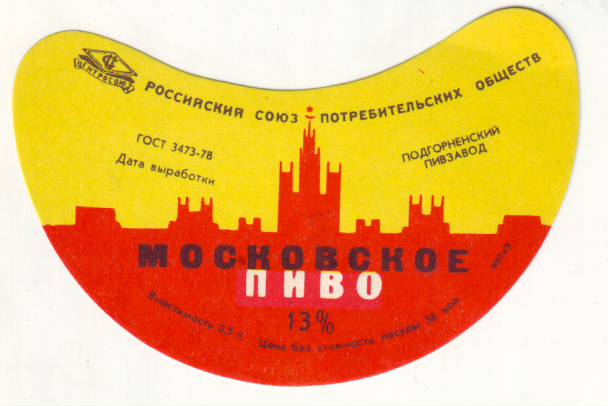 ЦЕНТРОСОЮЗ
РОССИЙСКИЙ СОЮЗ ПОТРЕБИТЕЛЬСКИХ ОБЩЕСТВ
ГОСТ 3473-78
Дата выработки
ПОДГОРНЕНСКИЙ
ПИВЗАВОД
МОСКОВСКОЕ
ПИВО
13%
Вместимость 0,5 л Цена без стоимости посуды 36 коп.